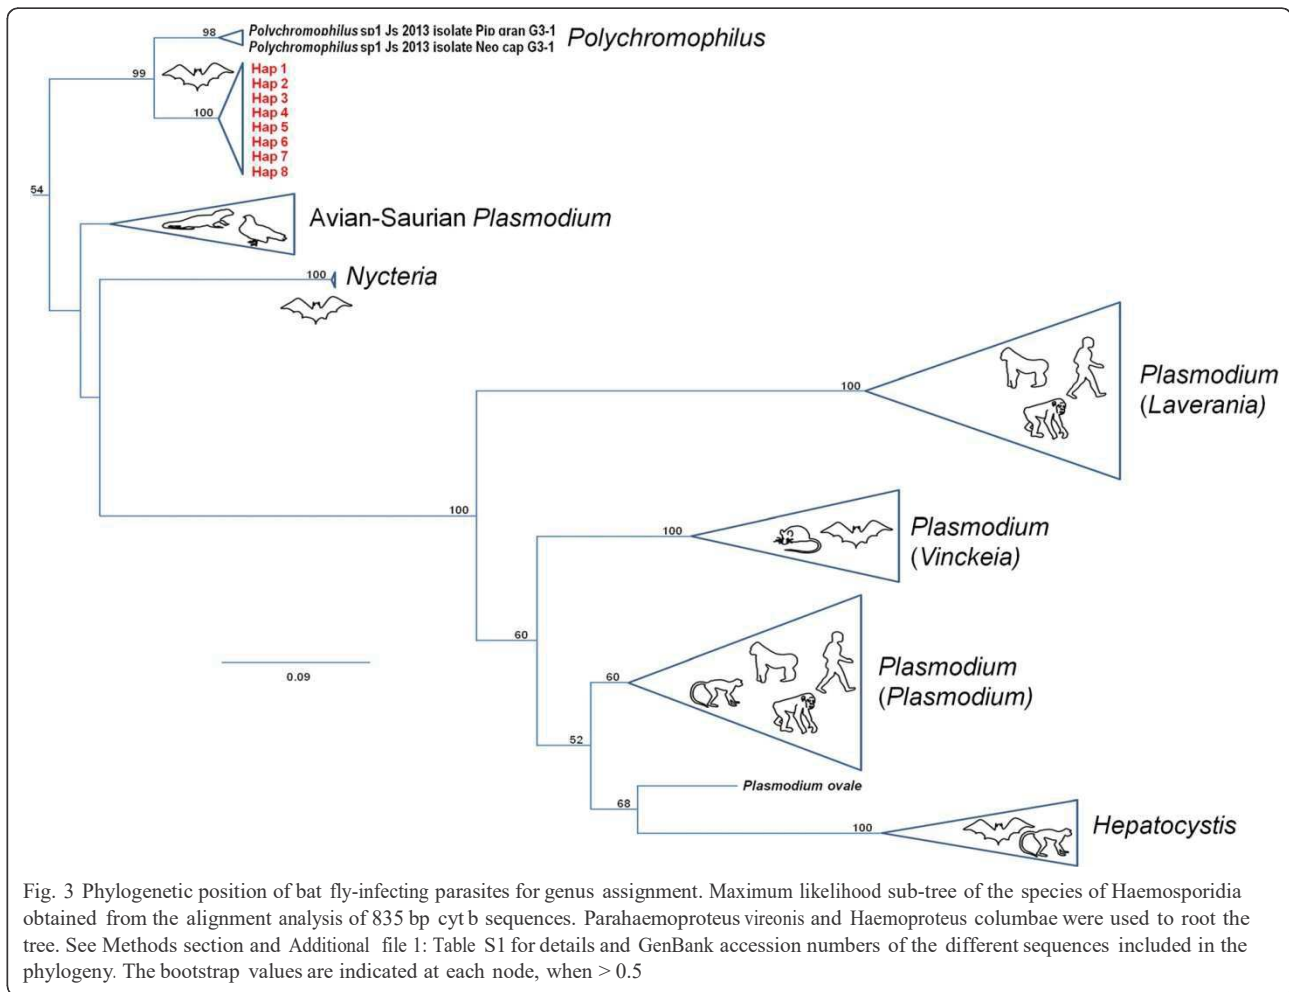 98
Polychromophilus sp1 Js 2013 isolate Pip gran G3-1
Polychromophilus sp1 Js 2013 isolate Neo cap G3-1
Polychromophilus
99
100
Hap 1
Hap 2
Hap 3
Hap 4
Hap 5
Hap 6
Hap 7
Hap 8
54
Avian-Saurian Plasmodium
100
Nycteria
100
Plasmodium
(Laverania)
100
100
Plasmodium
(Vinckeia)
60
0.09
60
Plasmodium
(Plasmodium)
52
Plasmodium ovale
68
100
Hepatocystis
Fig. 3 Phylogenetic position of bat fly-infecting parasites for genus assignment. Maximum likelihood sub-tree of the species of Haemosporidia
obtained from the alignment analysis of 835 bp cyt b sequences. Parahaemoproteus vireonis and Haemoproteus columbae were used to root the
tree. See Methods section and Additional file 1: Table S1 for details and GenBank accession numbers of the different sequences included in the
phylogeny. The bootstrap values are indicated at each node, when > 0.5